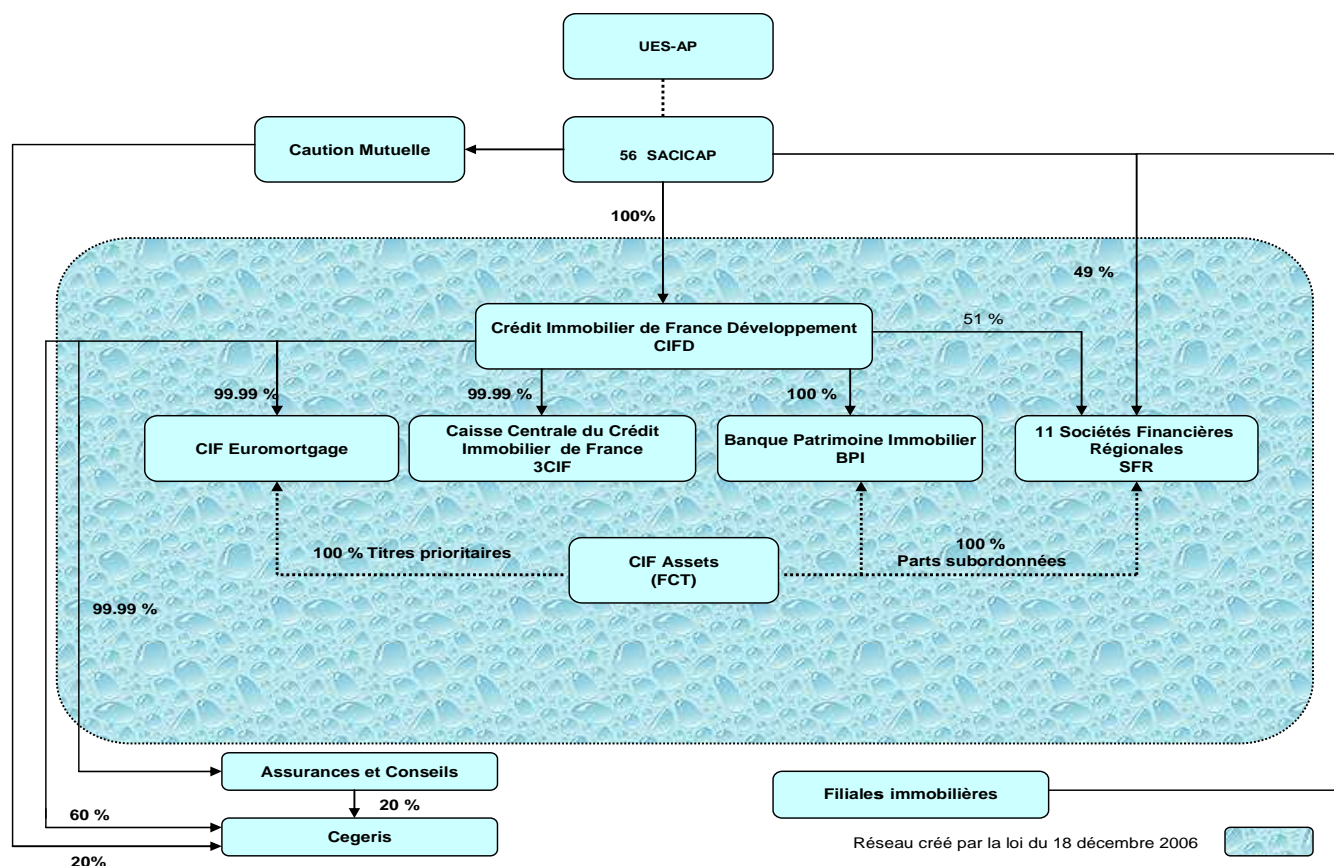 UES-AP
Caution Mutuelle
56 SACICAP
100%
49 %
Crédit Immobilier de France Développement
CIFD
51 %
99.99 %
99.99 %
100 %
CIF Euromortgage
Caisse Centrale du Crédit
Immobilier de France
3CIF
Banque Patrimoine Immobilier
BPI
11 Sociétés Financières
Régionales
SFR
100 % Titres prioritaires
CIF Assets
(FCT)
100 %
Parts subordonnées
99.99 %
Assurances et Conseils
20 %
Filiales immobilières
60 %
Cegeris
20%
Réseau créé par la loi du 18 décembre 2006